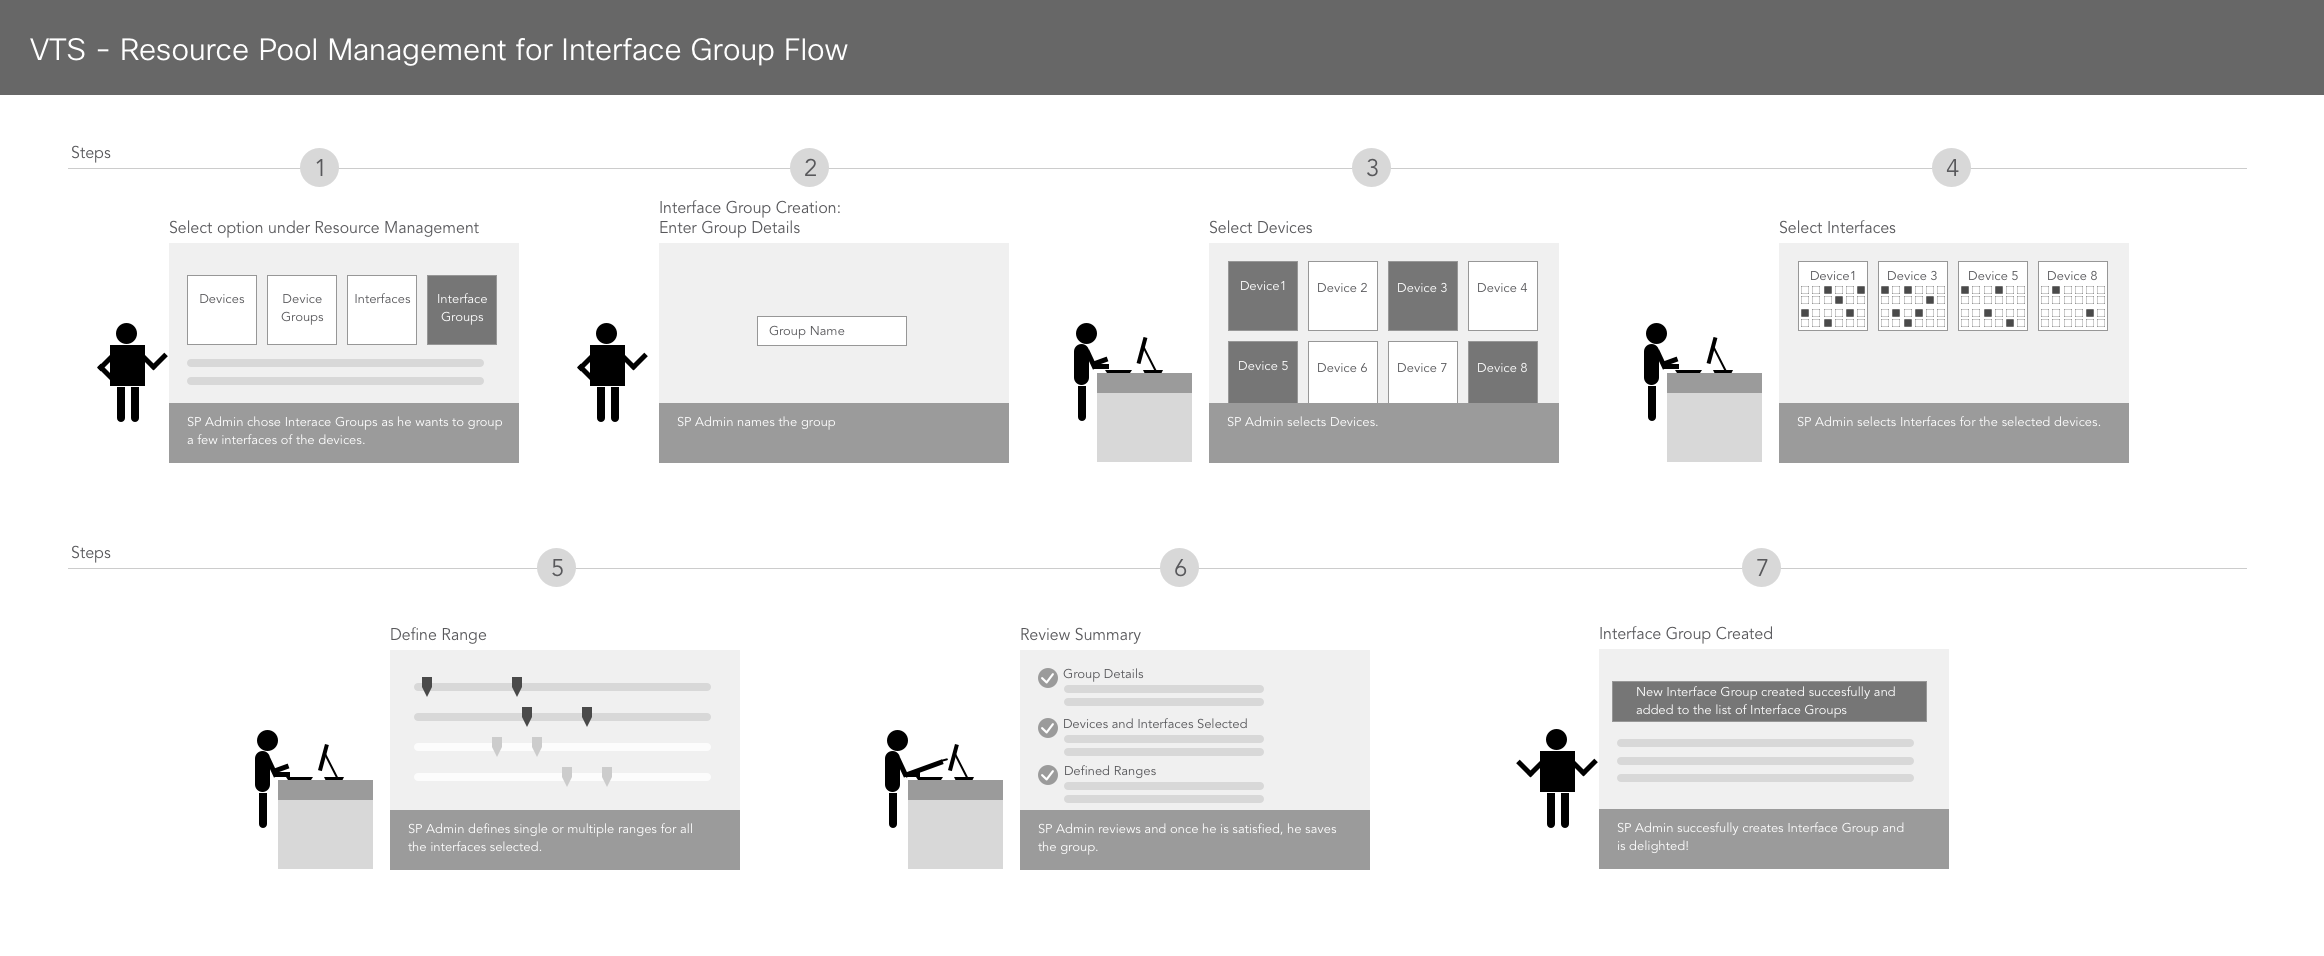 VTS - Resource Pool Management for Interface Group Flow
Steps
1
2
3
4
Select option under Resource Management
Devices
Device
Groups
Interfaces
Interface
Groups
SP Admin chose Interace Groups as he wants to group
a few interfaces of the devices.
Interface Group Creation:
Enter Group Details
Group Name
SP Admin names the group
Select Devices
Device1
Device 2
Device 3
Device 4
Device 5
Device 6
Device 7
Device 8
SP Admin selects Devices.
Select Interfaces
Device1
Device 3
Device 5
Device 8
SP Admin selects Interfaces for the selected devices.
Steps
5
6
7
Define Range
SP Admin defines single or multiple ranges for all
the interfaces selected.
Review Summary
Group Details
Devices and Interfaces Selected
Defined Ranges
SP Admin reviews and once he is satisfied, he saves
the group.
Interface Group Created
New Interface Group created succesfully and
added to the list of Interface Groups
SP Admin succesfully creates Interface Group and
is delighted!